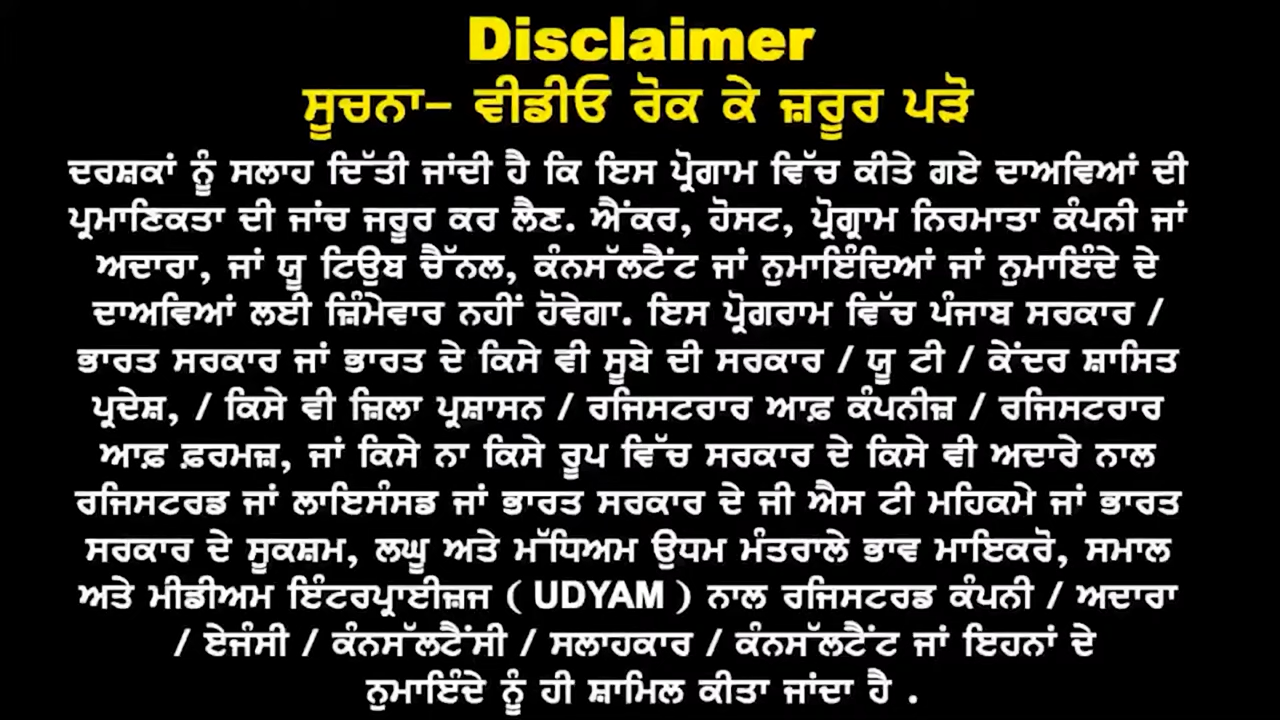 Disclaimer
ਸੂਚਨਾ- ਵੀਡੀਓ ਰੋਕ ਕੇ ਜ਼ਰੂਰ ਪੜੋ
ਦਰਸ਼ਕਾਂ ਨੂੰ ਸਲਾਹ ਦਿੱਤੀ ਜਾਂਦੀ ਹੈ ਕਿ ਇਸ ਪ੍ਰੋਗਾਮ ਵਿੱਚ ਕੀਤੇ ਗਏ ਦਾਅਵਿਆਂ ਦੀ
ਪ੍ਰਮਾਣਿਕਤਾ ਦੀ ਜਾਂਚ ਜਰੂਰ ਕਰ ਲੈਣ. ਐਂਕਰ, ਹੋਸਟ, ਪ੍ਰੋਗ੍ਰਾਮ ਨਿਰਮਾਤਾ ਕੰਪਨੀ ਜਾਂ
ਅਦਾਰਾ, ਜਾਂ ਯੂ ਟਿਊਬ ਚੈੱਨਲ, ਕੰਨਸੱਲਟੈਂਟ ਜਾਂ ਨੁਮਾਇੰਦਿਆਂ ਜਾਂ ਨੁਮਾਇੰਦੇ ਦੇ
ਦਾਅਵਿਆਂ ਲਈ ਜ਼ਿੰਮੇਵਾਰ ਨਹੀਂ ਹੋਵੇਗਾ. ਇਸ ਪ੍ਰੋਗਰਾਮ ਵਿੱਚ ਪੰਜਾਬ ਸਰਕਾਰ /
ਭਾਰਤ ਸਰਕਾਰ ਜਾਂ ਭਾਰਤ ਦੇ ਕਿਸੇ ਵੀ ਸੂਬੇ ਦੀ ਸਰਕਾਰ / ਯੂ ਟੀ / ਕੇਂਦਰ ਸ਼ਾਸਿਤ
ਪ੍ਰਦੇਸ਼, / ਕਿਸੇ ਵੀ ਜ਼ਿਲਾ ਪ੍ਰਸ਼ਾਸਨ / ਰਜਿਸਟਰਾਰ ਆਫ਼ ਕੰਪਨੀਜ਼ / ਰਜਿਸਟਰਾਰ
ਆਫ਼ ਫ਼ਰਮਜ਼, ਜਾਂ ਕਿਸੇ ਨਾ ਕਿਸੇ ਰੂਪ ਵਿੱਚ ਸਰਕਾਰ ਦੇ ਕਿਸੇ ਵੀ ਅਦਾਰੇ ਨਾਲ
ਰਜਿਸਟਰਡ ਜਾਂ ਲਾਇਸੰਸਡ ਜਾਂ ਭਾਰਤ ਸਰਕਾਰ ਦੇ ਜੀ ਐਸ ਟੀ ਮਹਿਕਮੇ ਜਾਂ ਭਾਰਤ
ਸਰਕਾਰ ਦੇ ਸੂਕਸ਼ਮ, ਲਘੂ ਅਤੇ ਮੱਧਿਅਮ ਉਧਮ ਮੰਤਰਾਲੇ ਭਾਵ ਮਾਇਕਰੋ, ਸਮਾਲ
ਅਤੇ ਮੀਡੀਅਮ ਇੰਟਰਪ੍ਰਾਈਜ਼ਜ ( UDYAM ) ਨਾਲ ਰਜਿਸਟਰਡ ਕੰਪਨੀ / ਅਦਾਰਾ
/ ਏਜੰਸੀ / ਕੰਨਸੱਲਟੈਂਸੀ / ਸਲਾਹਕਾਰ / ਕੰਨਸੱਲਟੈਂਟ ਜਾਂ ਇਹਨਾਂ ਦੇ
ਨੁਮਾਇੰਦੇ ਨੂੰ ਹੀ ਸ਼ਾਮਿਲ ਕੀਤਾ ਜਾਂਦਾ ਹੈ .